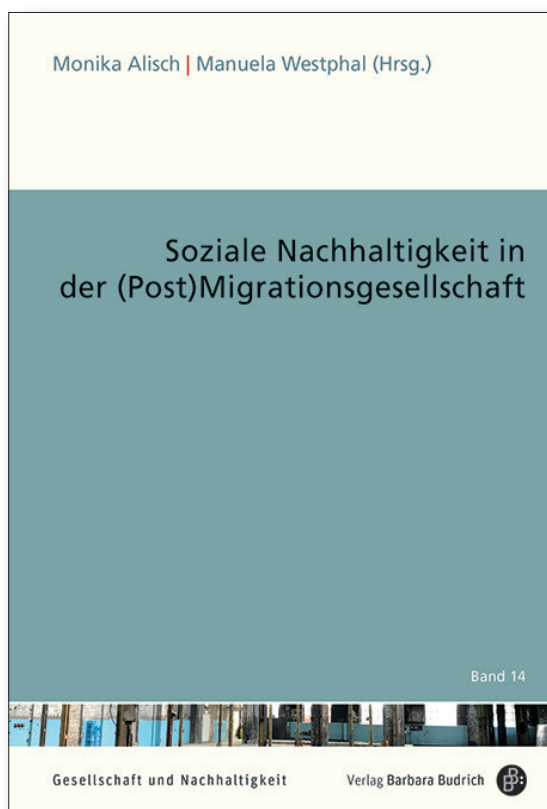 Monika Alisch | Manuela Westphal (Hrsg.)
Soziale Nachhaltigkeit in
der (Post)Migrationsgesellschaft
Band 14
Gesellschaft und Nachhaltigkeit Verlag Barbara Budrich